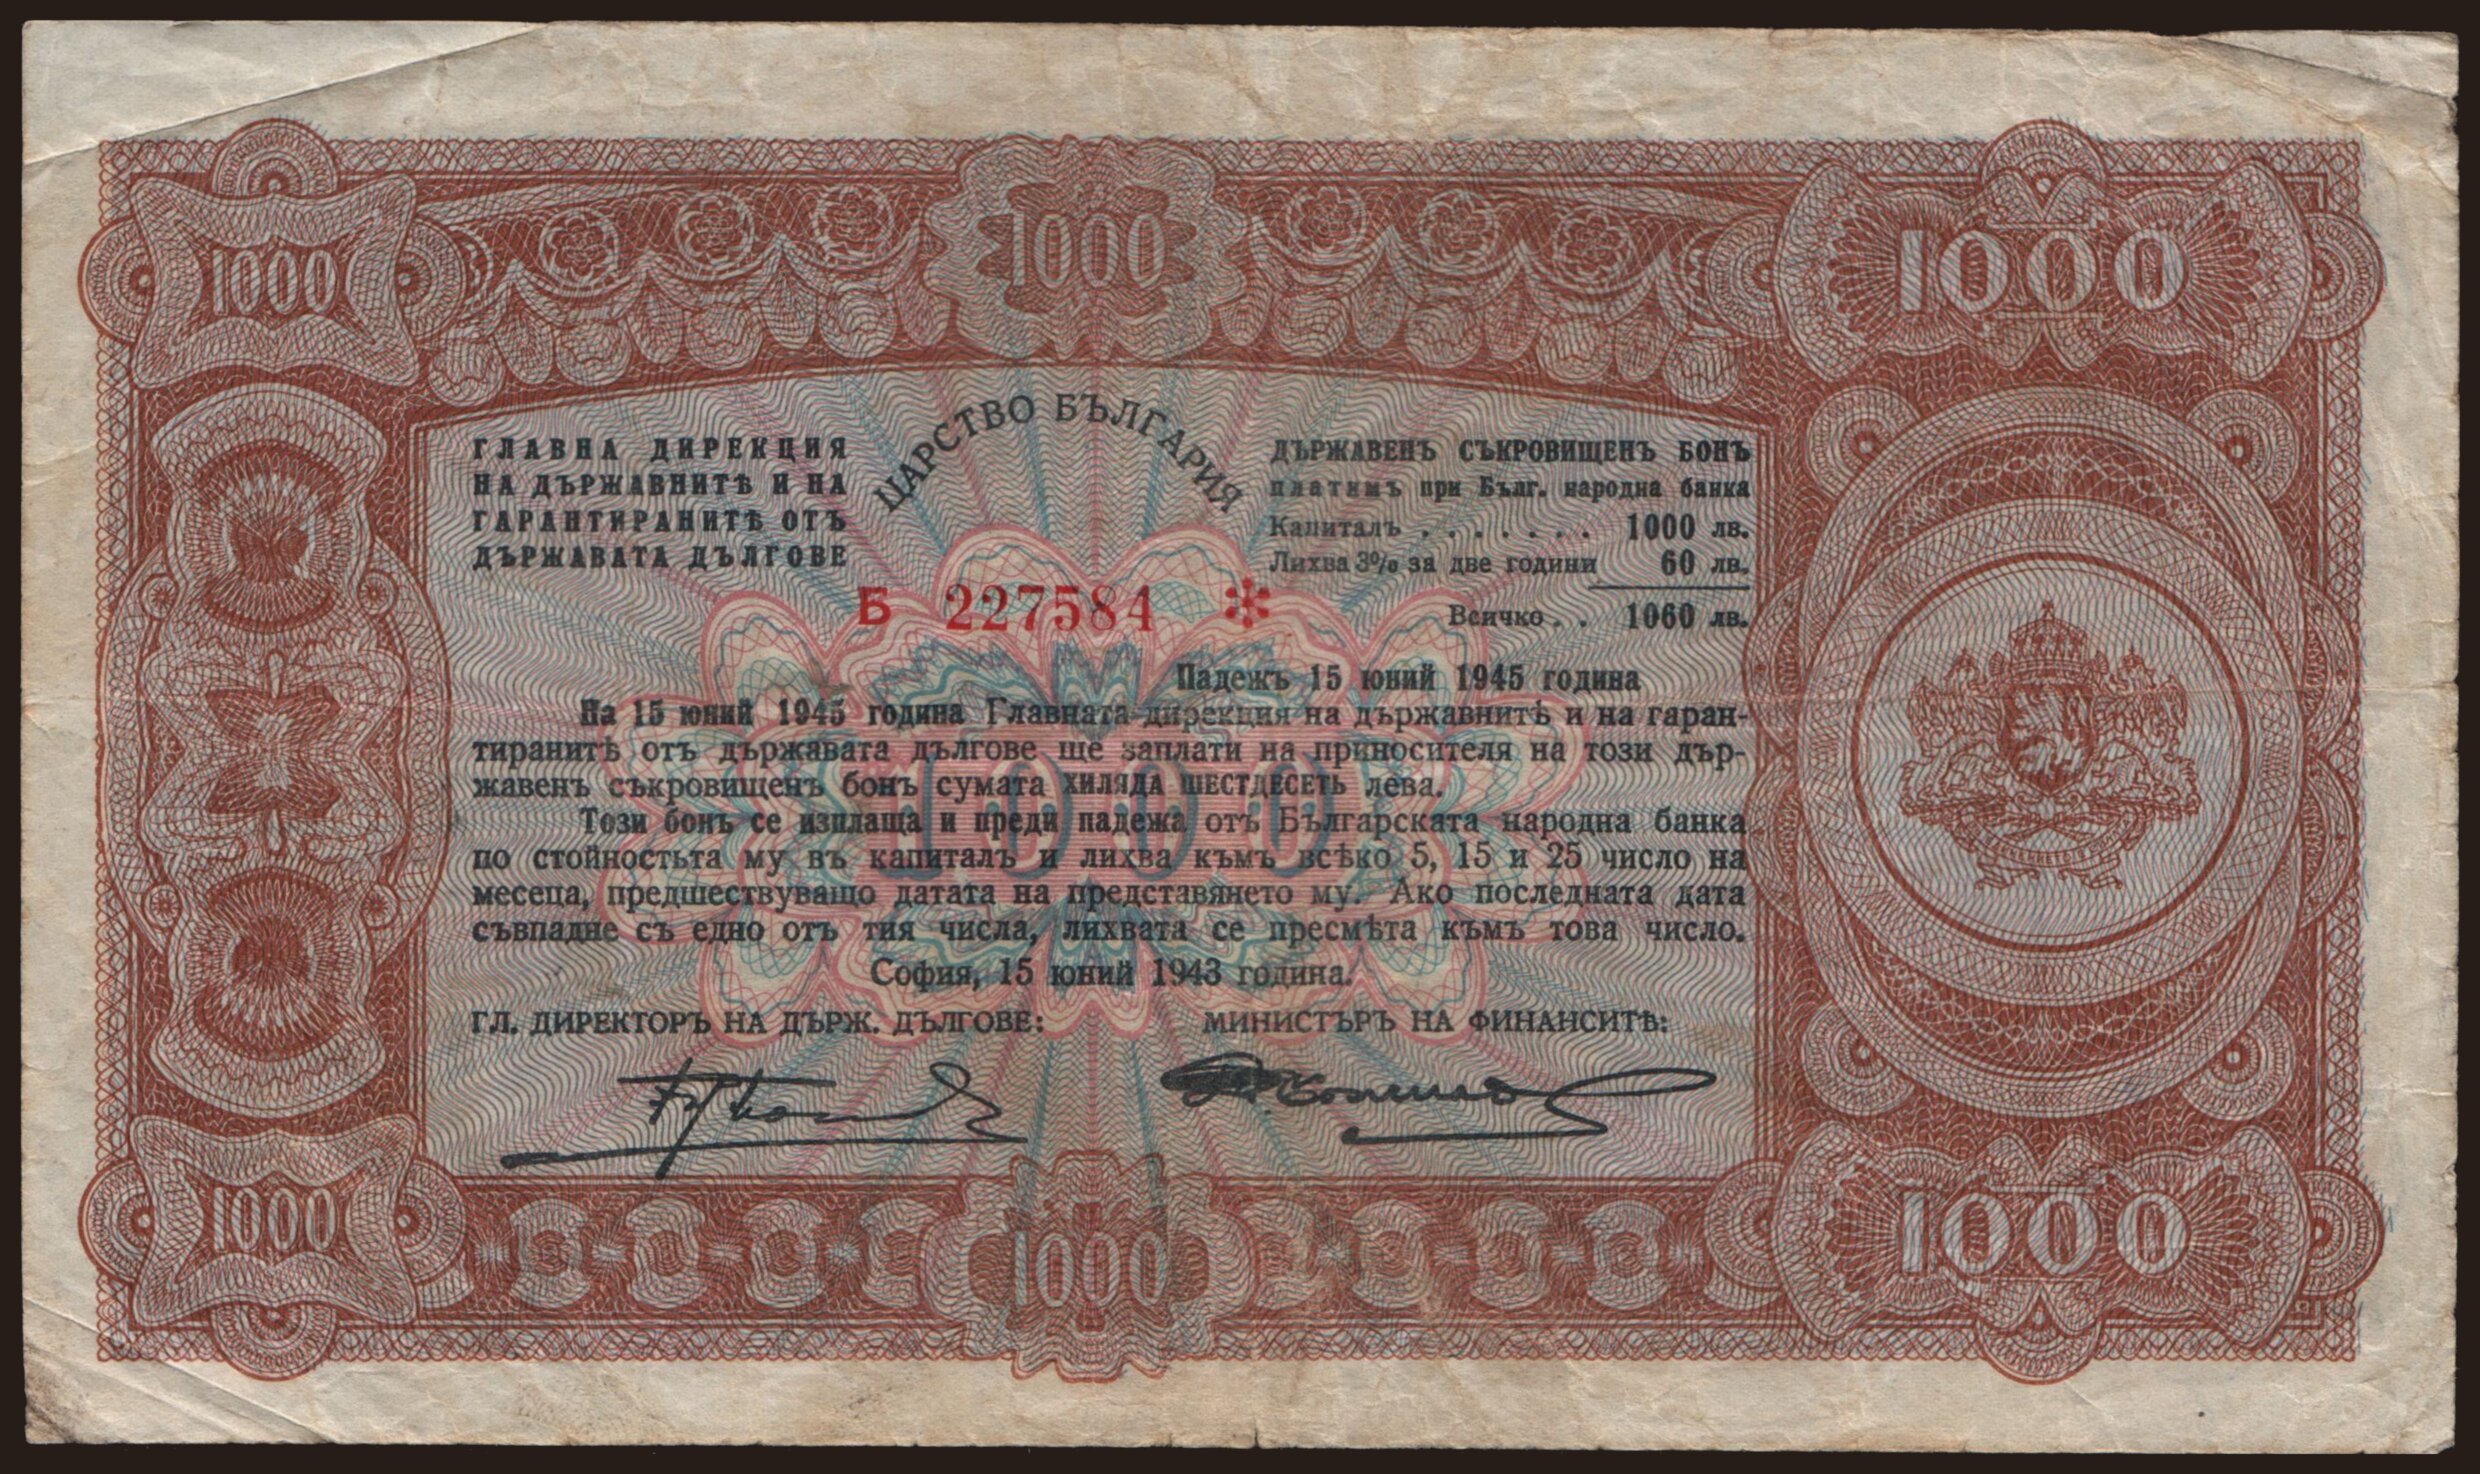 1000
1000
1000
ЦАРСТВО БЪЛГАРИЯ
ГЛАВНА ДИРЕКЦИЯ
НА ДЪРЖАВНИТѢ И НА
ГАРАНТИРАНИТѢ ОТЪ
ДЪРЖАВАТА ДЪЛГОВЕ
ДЪРЖАВЕНЪ СЪКРОВИЩЕНЪ БОНЪ
платимъ при Бълг. народна банка
Капиталъ . . . . . . . 1000 лв.
Лихва 3% за две години 60 лв.
Всичко . . 1060 лв.
Б 227584 *
Падежъ 15 юний 1945 година
На 15 юний 1945 година Главната дирекция на държавнитѣ и на гаран-
тиранитѣ отъ държавата дългове ще заплати на приносителя на този дър-
жавенъ съкровищенъ бонъ сумата ХИЛЯДА ШЕСТДЕСЕТЬ лева.
Този бонъ се изплаща и преди падежа отъ Българската народна банка
по стойностьта му въ капиталъ и лихва къмъ всѣко 5, 15 и 25 число на
месеца, предшествуващо датата на представянето му. Ако последната дата
съвпадне съ едно отъ тия числа, лихвата се пресмѣта къмъ това число.
София, 15 юний 1943 година.
1000
ГЛ. ДИРЕКТОРЪ НА ДЪРЖ. ДЪЛГОВЕ:
МИНИСТЪРЪ НА ФИНАНСИТѢ:
1000
1000
1000